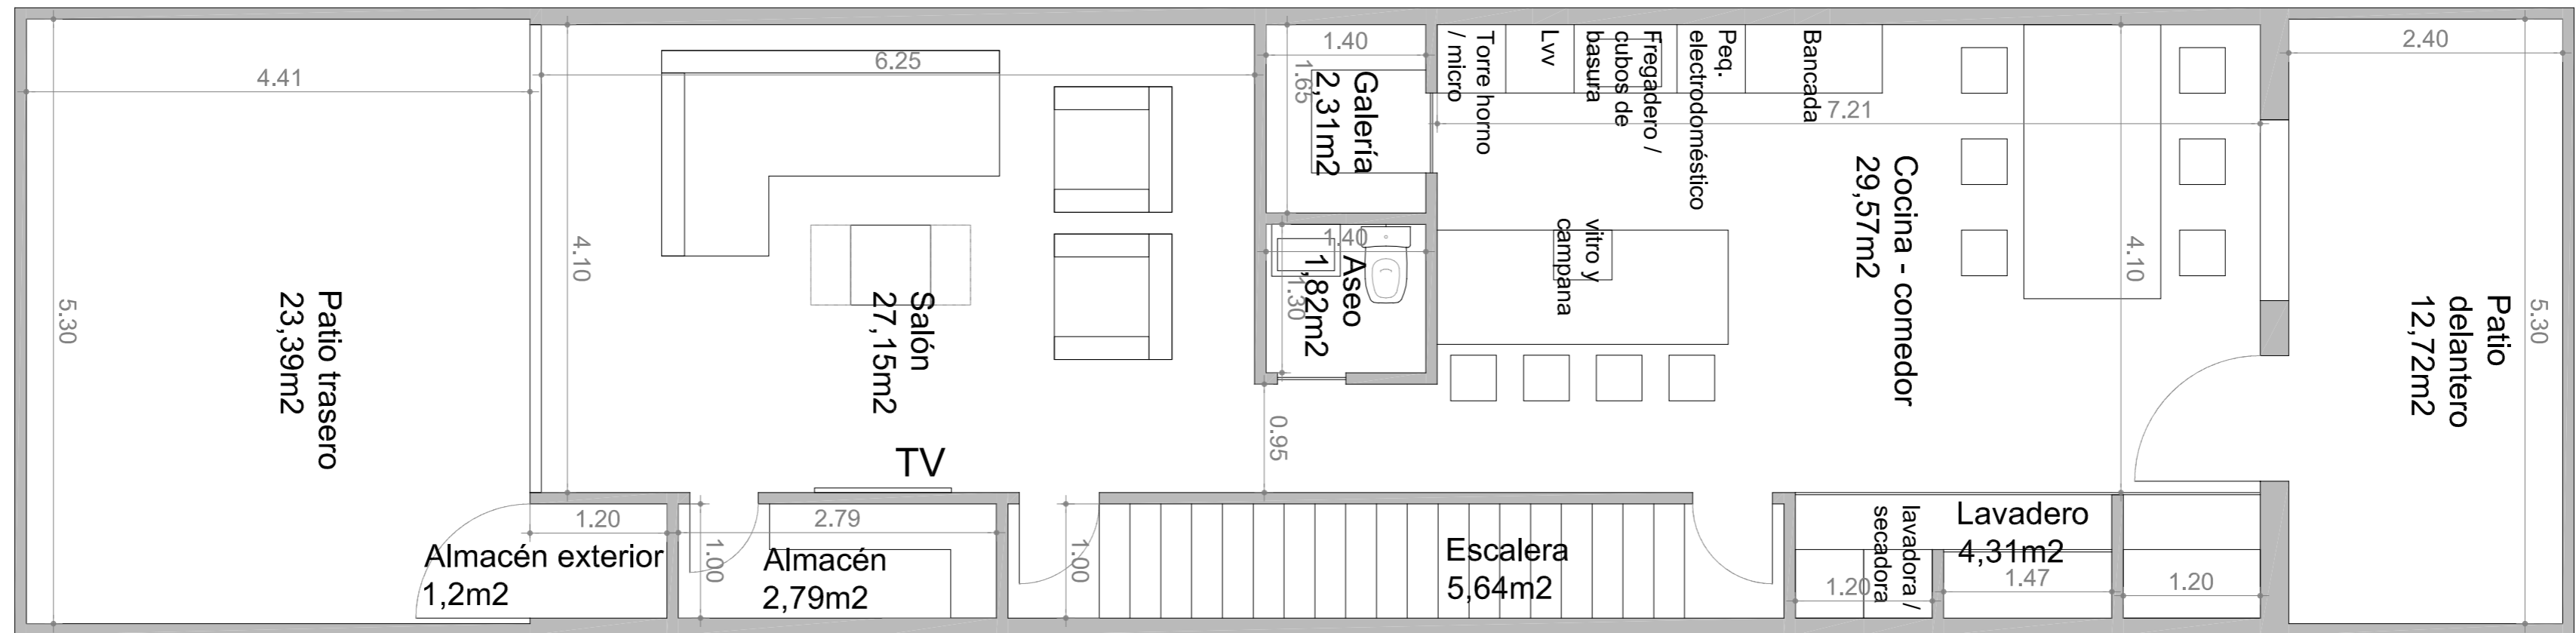 4.41
5.30
Patio trasero
23,39m2
6.25
4.10
Salón
27,15m2
TV
1.20
Almacén exterior
1,2m2
2.79
1.00
Almacén
2,79m2
1.00
1.40
1.65
Galería
2,31m2
1.40
1.30
Aseo
1,82m2
0.95
Torre horno
/ micro
Lvv
Fregadero /
cubos de
basura
Peq.
electrodoméstico
Bancada
7.21
vitro y
campana
Cocina - comedor
29,57m2
4.10
Escalera
5,64m2
lavadora /
secadora
Lavadero
4,31m2
1.20
1.47
1.20
2.40
5.30
Patio
delantero
12,72m2